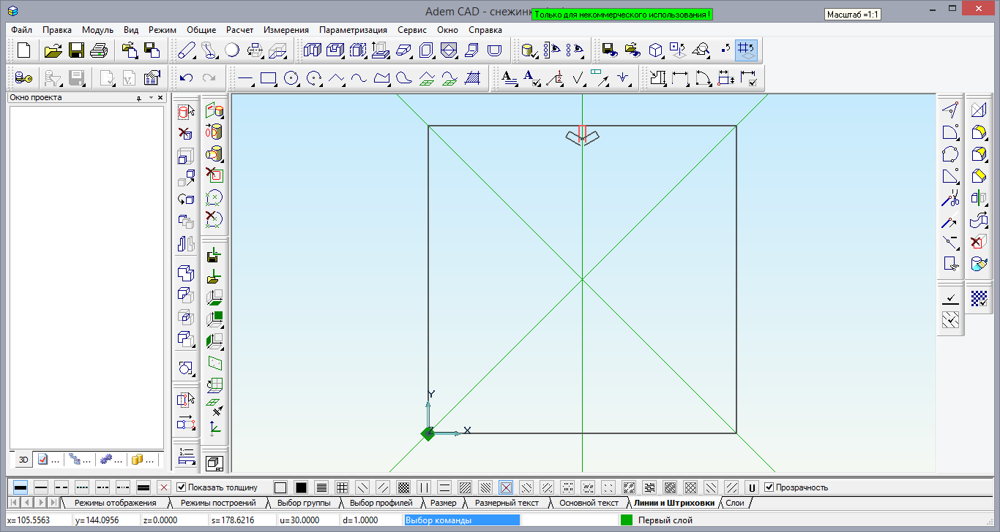 Adem CAD - снежинк
Только для некоммерческого использования !
Масштаб =1:1
Файл Правка Модуль Вид Режим Общие Расчет Измерения Параметризация Сервис Окно Справка
Окно проекта
Y
Z
X
3D ... ... ... ...
Показать толщину
U
Прозрачность
Режимы отображения Режимы построений Выбор группы Выбор профилей Размер Размерный текст Основной текст Линии и Штриховки Слои
x=105.5563 y=144.0956 z=0.0000 s=178.6216 u=30.0000 d=1.0000 Выбор команды Первый слой